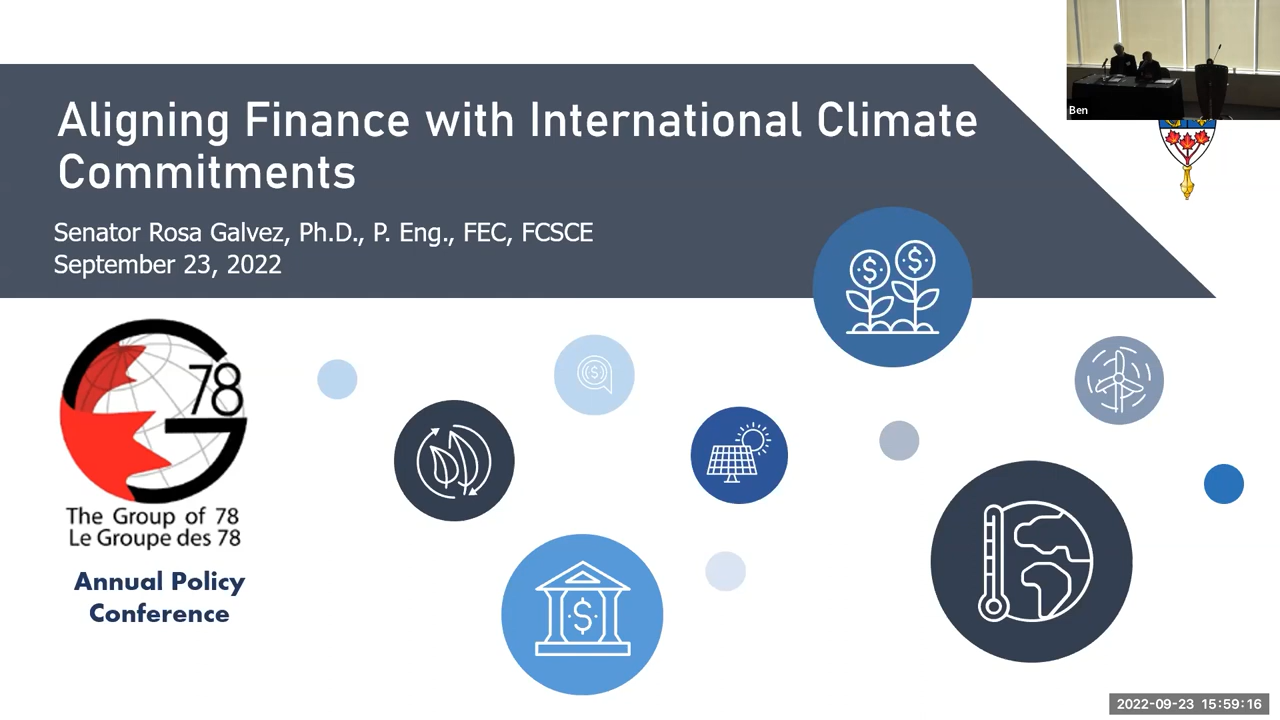 Aligning Finance with International Climate
Commitments
Senator Rosa Galvez, Ph.D., P. Eng., FEC, FCSCE
September 23, 2022
Ben
78
The Group of 78
Le Groupe des 78
Annual Policy
Conference
2022-09-23 15:59:16